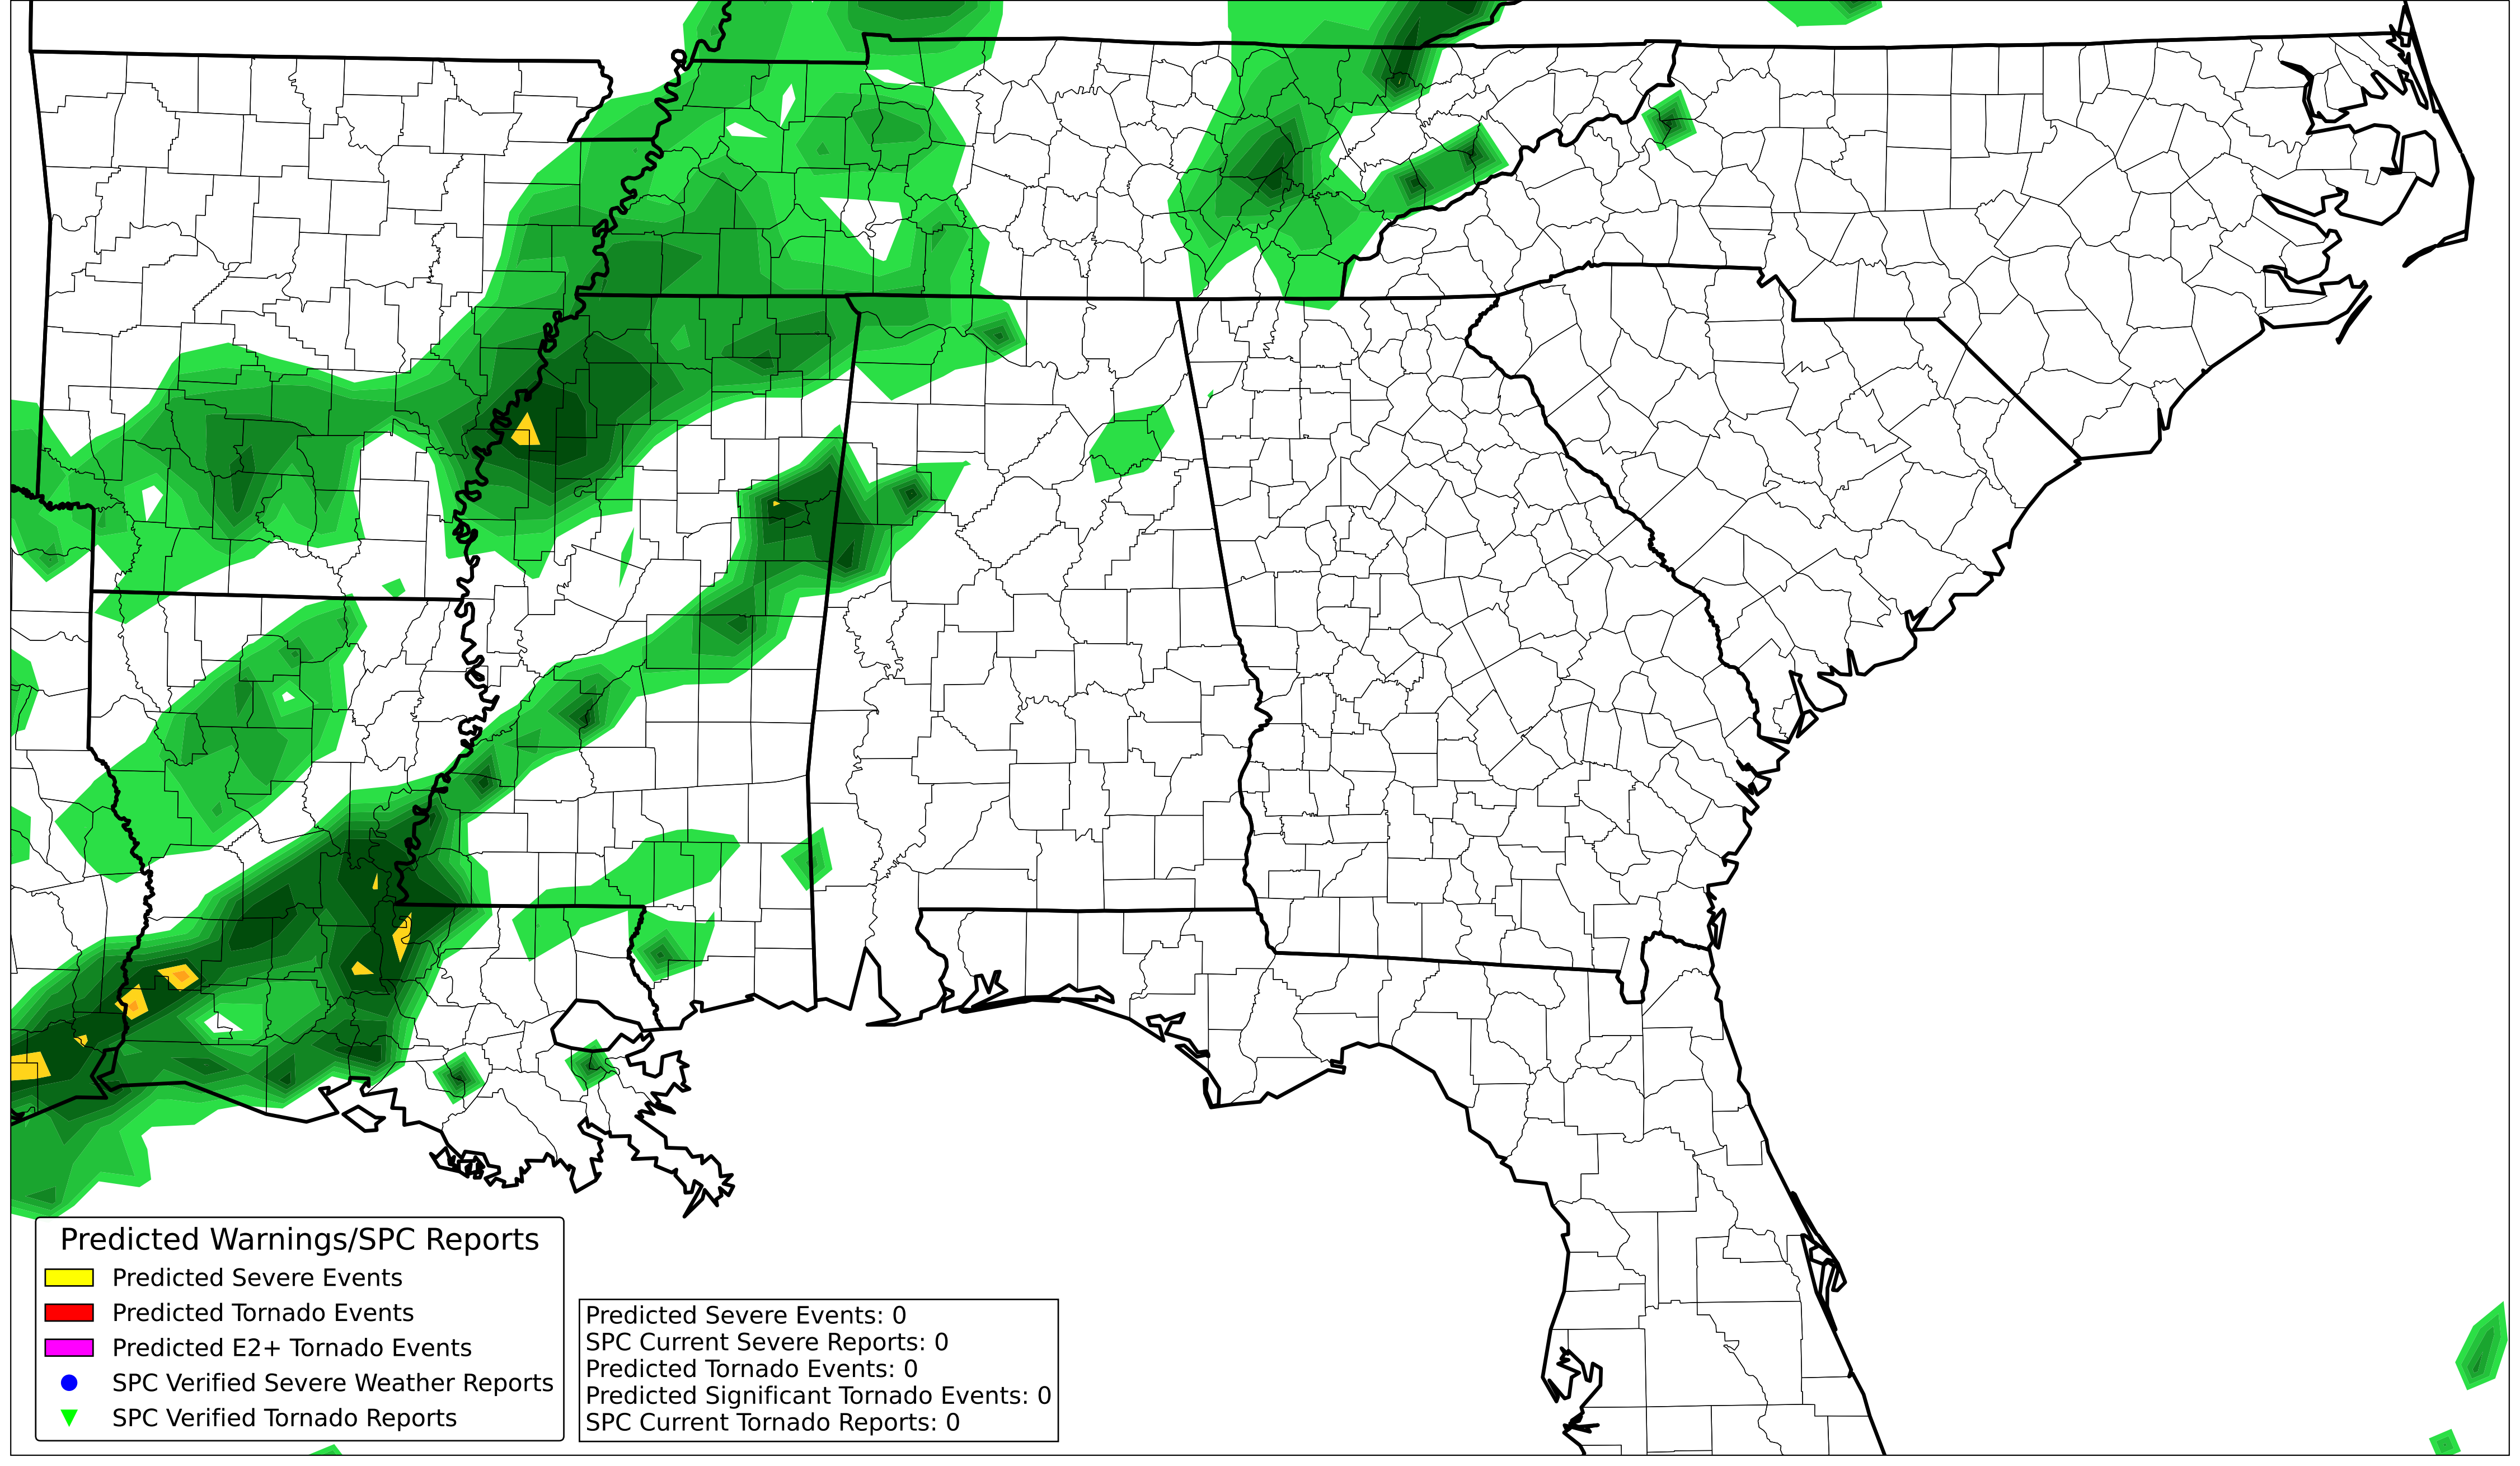 Predicted Warnings/SPC Reports
Predicted Severe Events
Predicted Tornado Events
Predicted E2+ Tornado Events
SPC Verified Severe Weather Reports
SPC Verified Tornado Reports
Predicted Severe Events: 0
SPC Current Severe Reports: 0
Predicted Tornado Events: 0
Predicted Significant Tornado Events: 0
SPC Current Tornado Reports: 0